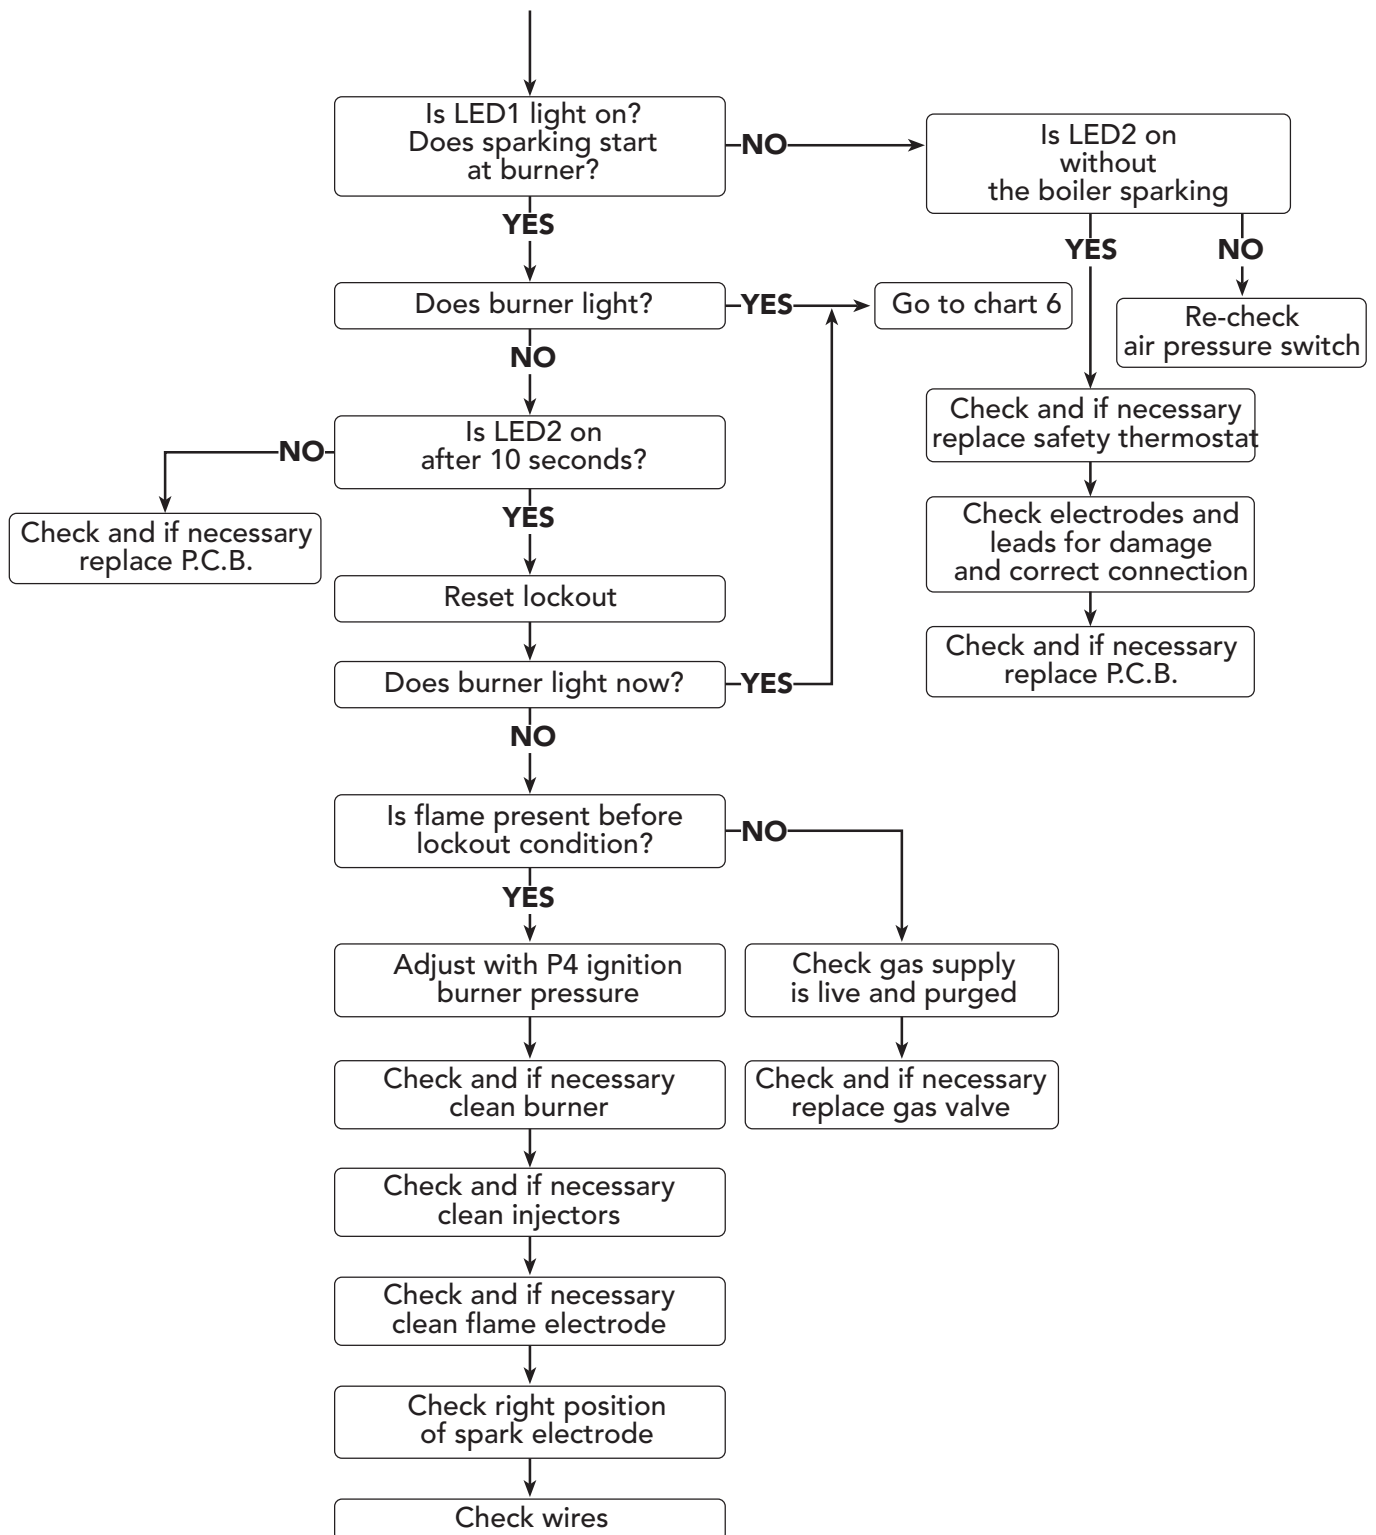 Is LED1 light on?
Does sparking start
at burner?
NO
Is LED2 on
without
the boiler sparking
YES
YES
NO
Does burner light?
YES
Go to chart 6
Re-check
air pressure switch
NO
Is LED2 on
after 10 seconds?
NO
Check and if necessary
replace safety thermostat
Check and if necessary
replace P.C.B.
YES
Check electrodes and
leads for damage
and correct connection
Reset lockout
Check and if necessary
replace P.C.B.
Does burner light now?
YES
NO
Is flame present before
lockout condition?
NO
YES
Adjust with P4 ignition
burner pressure
Check gas supply
is live and purged
Check and if necessary
clean burner
Check and if necessary
replace gas valve
Check and if necessary
clean injectors
Check and if necessary
clean flame electrode
Check right position
of spark electrode
Check wires